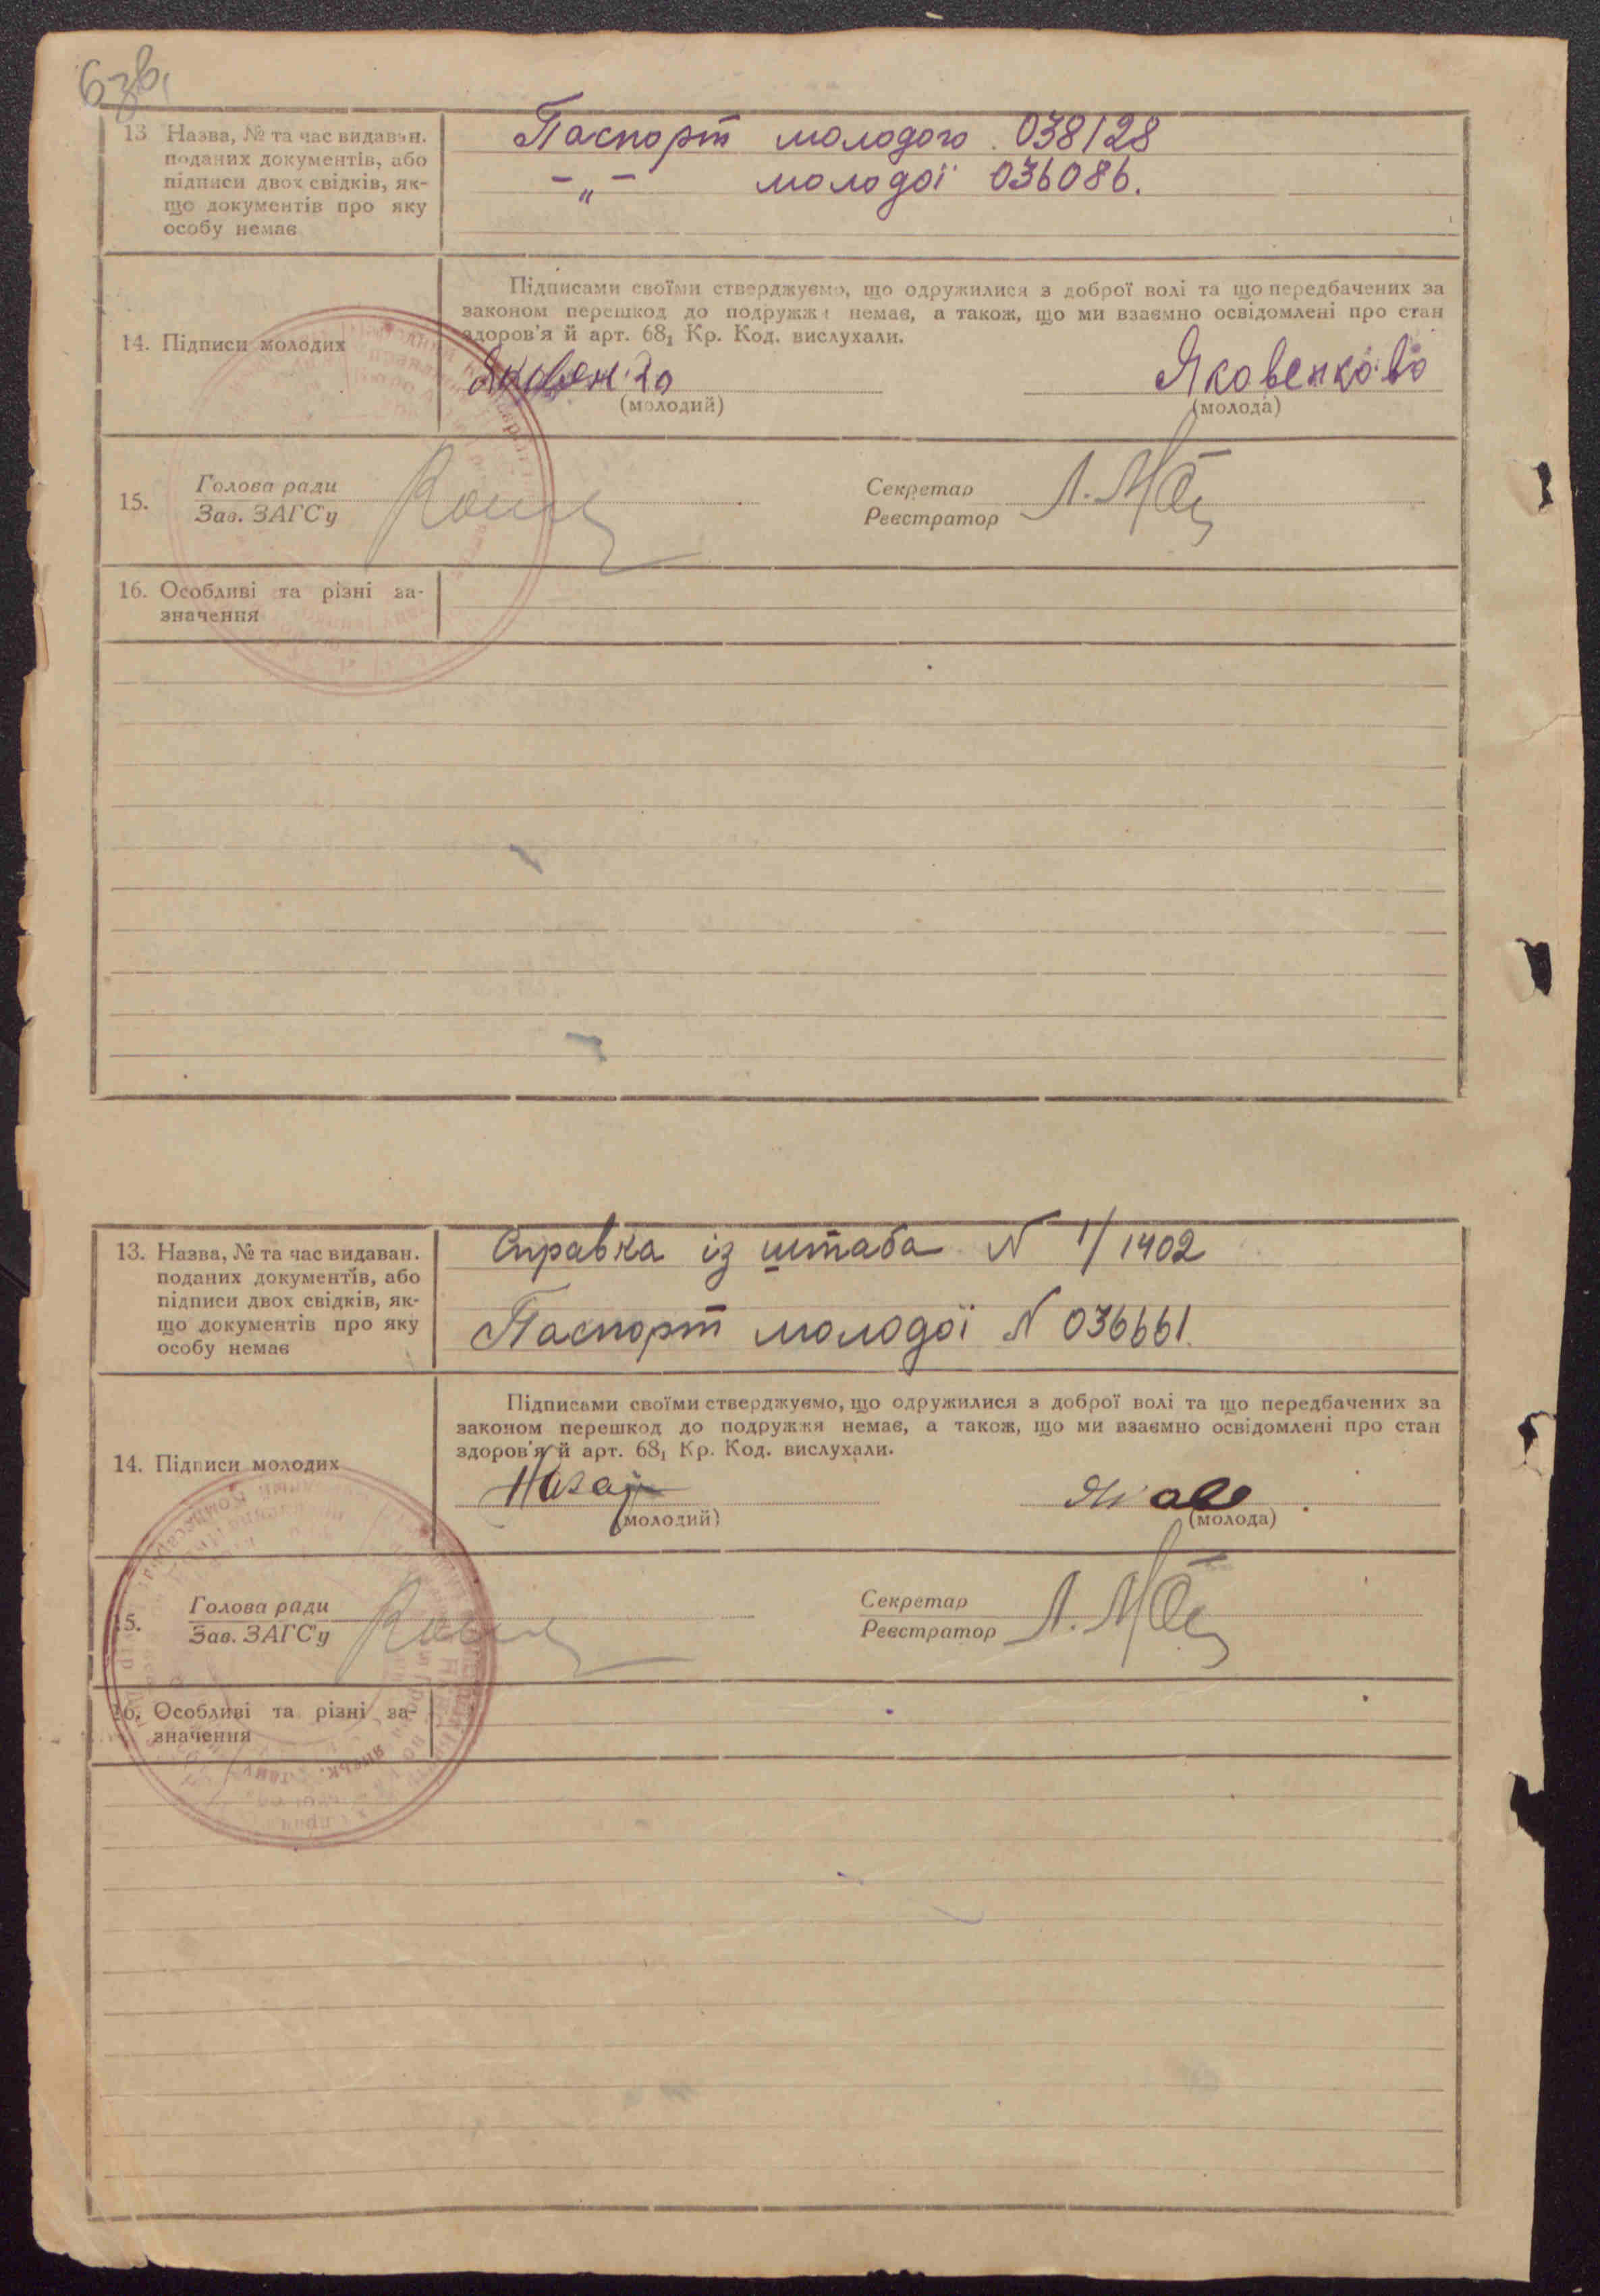 6 зв.
13 Назва, № та час видаван.
поданих документів, або
підписи двох свідків, як-
що документів про яку
особу немає
Паспорт молодого 038128
-„- молодої 036086.
14. Підписи молодих
Підписами своїми стверджуємо, що одружилися з доброї волі та що передбачених за
законом перешкод до подружжя немає, а також, що ми взаємно освідомлені про стан
здоров'я й арт. 68₁ Кр. Код. вислухали.
Яковенко
(молодий)
Яковенково
(молода)
15.
Голова ради
Зав. ЗАГС'у
Секретар
Реєстратор
16. Особливі та різні за-
значення
13. Назва, № та час видаван.
поданих документів, або
підписи двох свідків, як-
що документів про яку
особу немає
Справка із штаба N 1/1402
Паспорт молодої N 036661.
14. Підписи молодих
Підписами своїми стверджуємо, що одружилися з доброї волі та що передбачених за
законом перешкод до подружжя немає, а також, що ми взаємно освідомлені про стан
здоров'я й арт. 68₁ Кр. Код. вислухали.
(молодий)
(молода)
15.
Голова ради
Зав. ЗАГС'у
Секретар
Реєстратор
16. Особливі та різні за-
значення